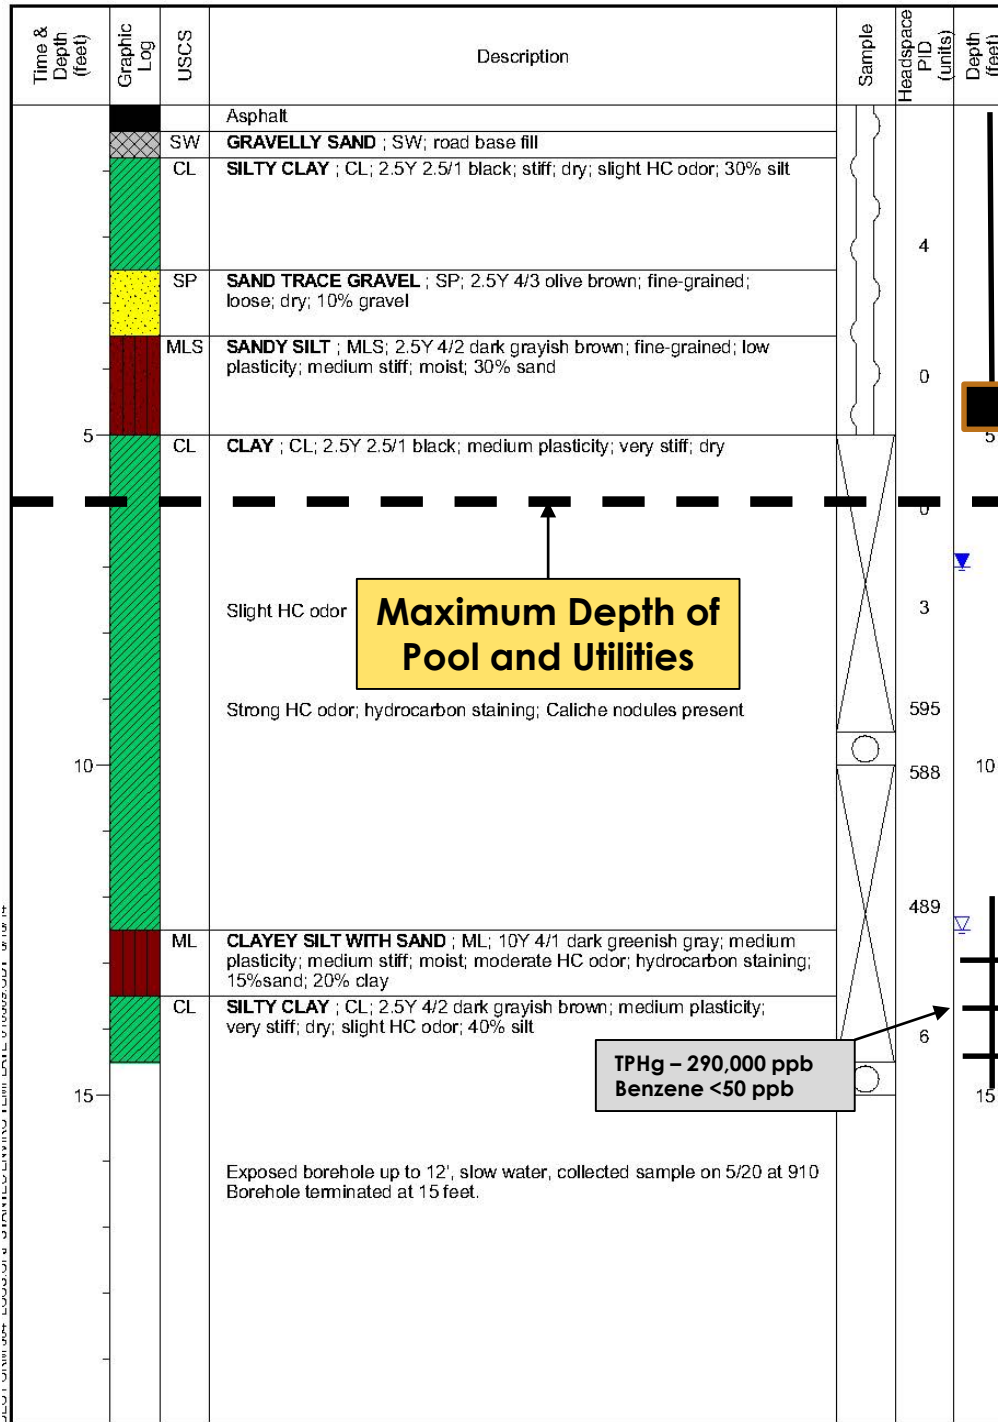 Time &
Depth
(feet)
Graphic
Log
USCS
Description
Sample
Headspace
PID
(units)
Depth
(feet)
Asphalt
SW GRAVELLY SAND ; SW; road base fill
CL SILTY CLAY ; CL; 2.5Y 2.5/1 black; stiff; dry; slight HC odor; 30% silt
4
SP SAND TRACE GRAVEL ; SP; 2.5Y 4/3 olive brown; fine-grained;
loose; dry; 10% gravel
MLS SANDY SILT ; MLS; 2.5Y 4/2 dark grayish brown; fine-grained; low
plasticity; medium stiff; moist; 30% sand
0
5 5
CL CLAY ; CL; 2.5Y 2.5/1 black; medium plasticity; very stiff; dry
0
Maximum Depth of
Pool and Utilities
Slight HC odor 3
Strong HC odor; hydrocarbon staining; Caliche nodules present 595
10 588 10
489
ML CLAYEY SILT WITH SAND ; ML; 10Y 4/1 dark greenish gray; medium
plasticity; medium stiff; moist; moderate HC odor; hydrocarbon staining;
15%sand; 20% clay
CL SILTY CLAY ; CL; 2.5Y 4/2 dark grayish brown; medium plasticity;
very stiff; dry; slight HC odor; 40% silt
6
TPHg – 290,000 ppb
Benzene <50 ppb
15 15
Exposed borehole up to 12', slow water, collected sample on 5/20 at 910
Borehole terminated at 15 feet.